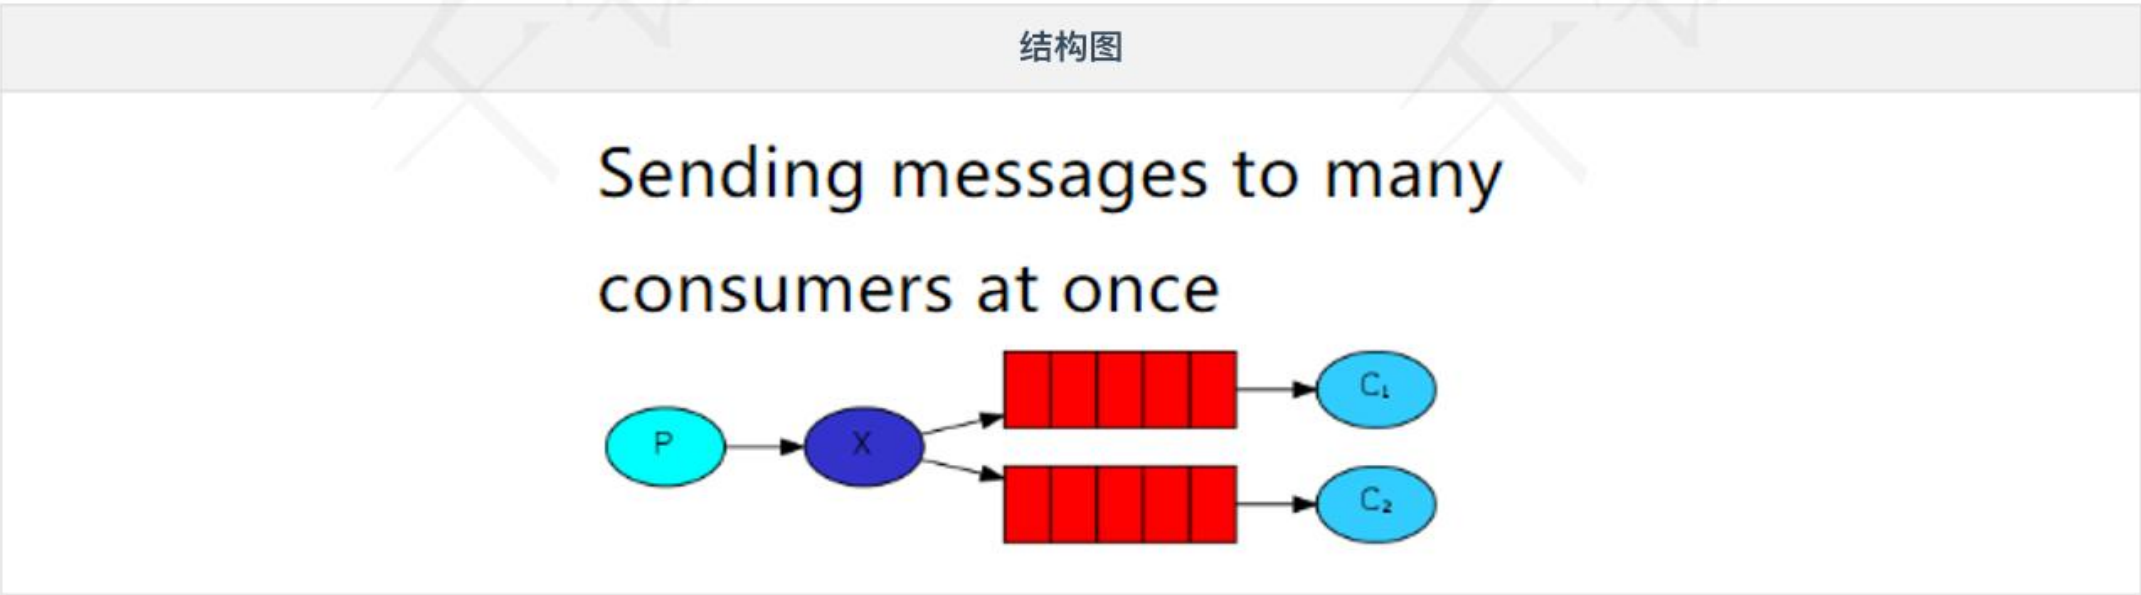 结构图
Sending messages to many
consumers at once
P
X
C₁
C₂